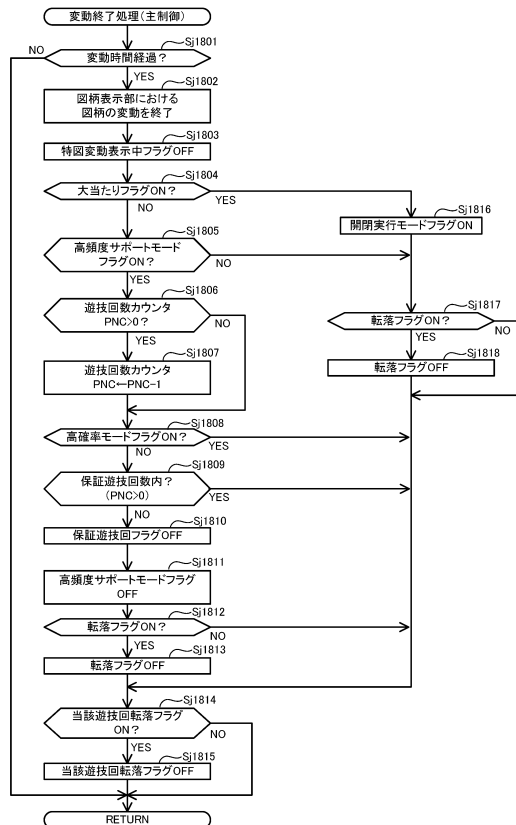 変動終了処理(主制御)
Sj1801
NO
変動時間経過？
YES
Sj1802
図柄表示部における
図柄の変動を終了
Sj1803
特図変動表示中フラグOFF
Sj1804
大当たりフラグON？
YES
NO
Sj1816
開閉実行モードフラグON
Sj1805
高頻度サポートモード
フラグON？
NO
YES
Sj1806
遊技回数カウンタ
PNC>0？
NO
YES
Sj1817
転落フラグON？
NO
YES
Sj1807
遊技回数カウンタ
PNC←PNC-1
Sj1818
転落フラグOFF
Sj1808
高確率モードフラグON？
YES
NO
Sj1809
保証遊技回数内？
(PNC>0)
YES
NO
Sj1810
保証遊技回フラグOFF
Sj1811
高頻度サポートモードフラグ
OFF
Sj1812
転落フラグON？
NO
YES
Sj1813
転落フラグOFF
Sj1814
当該遊技回転落フラグ
ON？
NO
YES
Sj1815
当該遊技回転落フラグOFF
RETURN